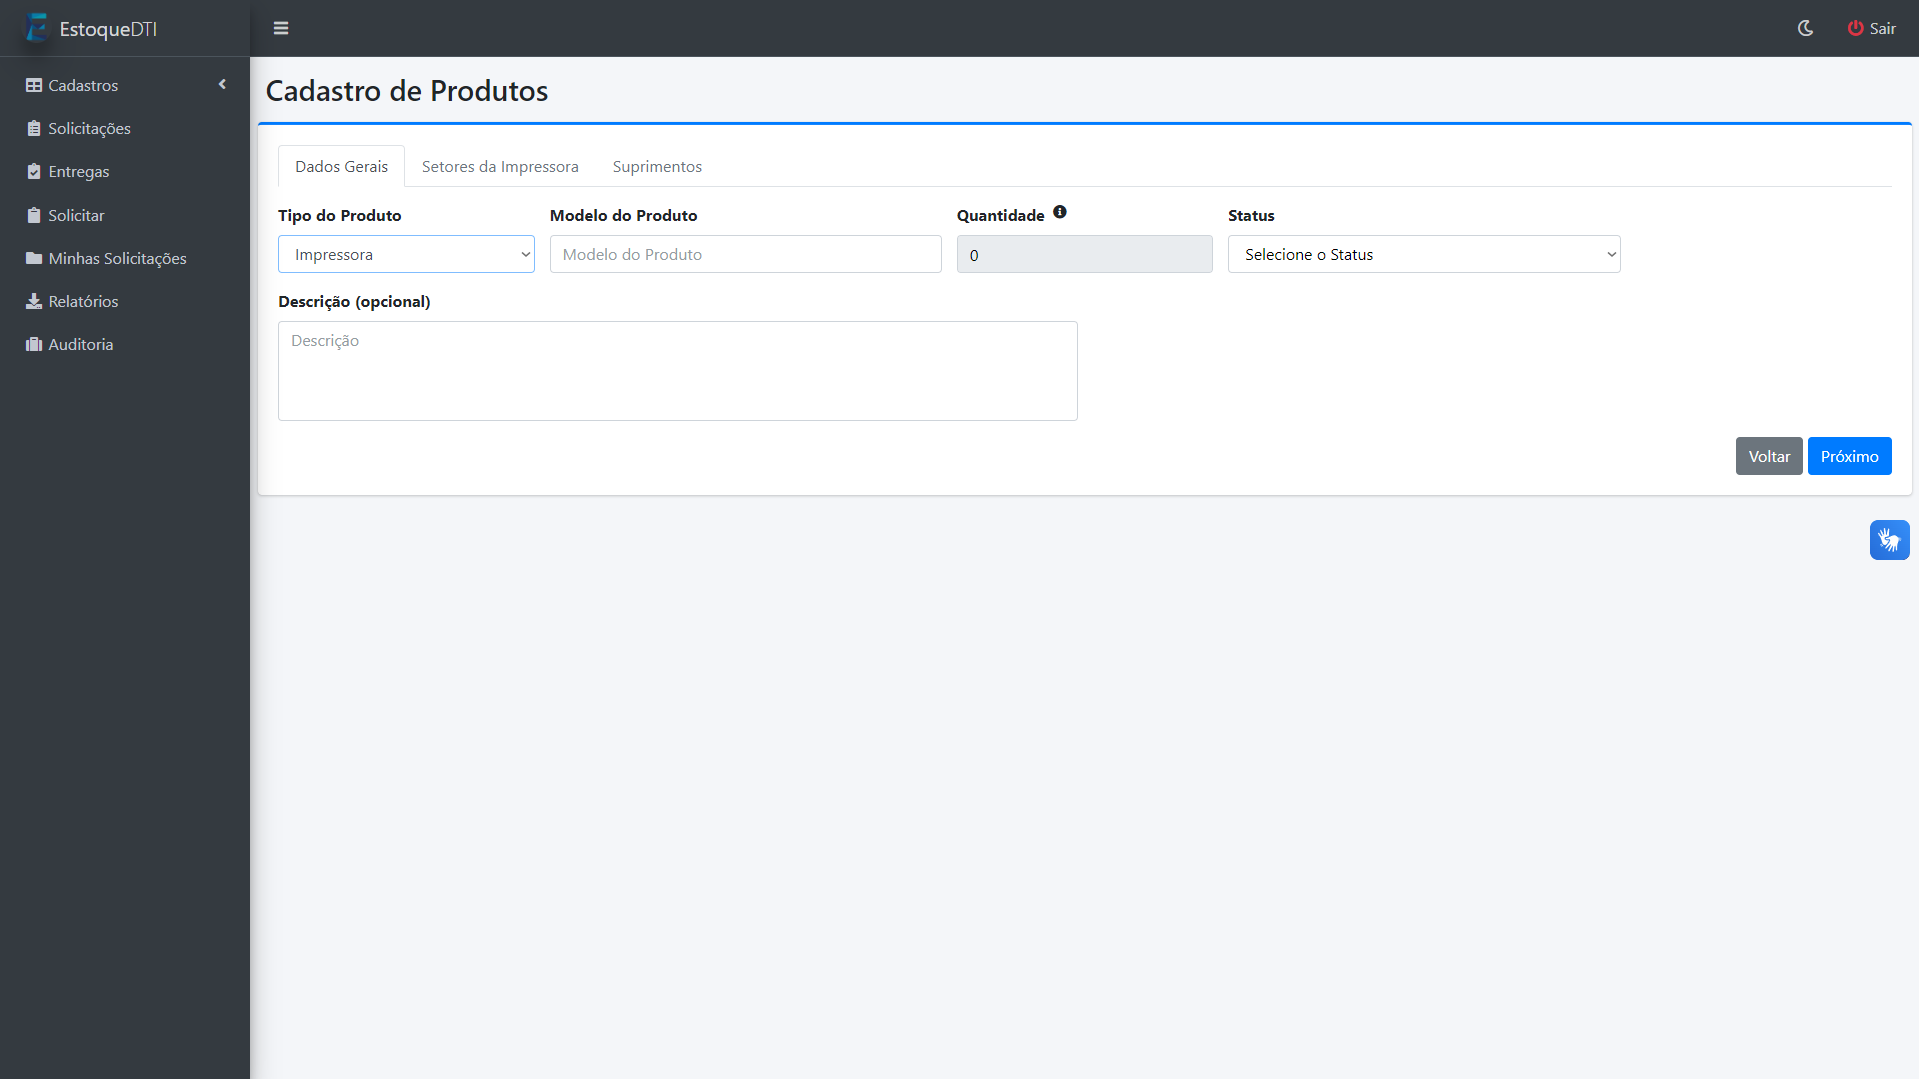 EstoqueDTI
Sair
Cadastros
Solicitações
Entregas
Solicitar
Minhas Solicitações
Relatórios
Auditoria
Cadastro de Produtos
Dados Gerais Setores da Impressora Suprimentos
Tipo do Produto Modelo do Produto Quantidade Status
Impressora Modelo do Produto 0 Selecione o Status
Descrição (opcional)
Descrição
Voltar Próximo